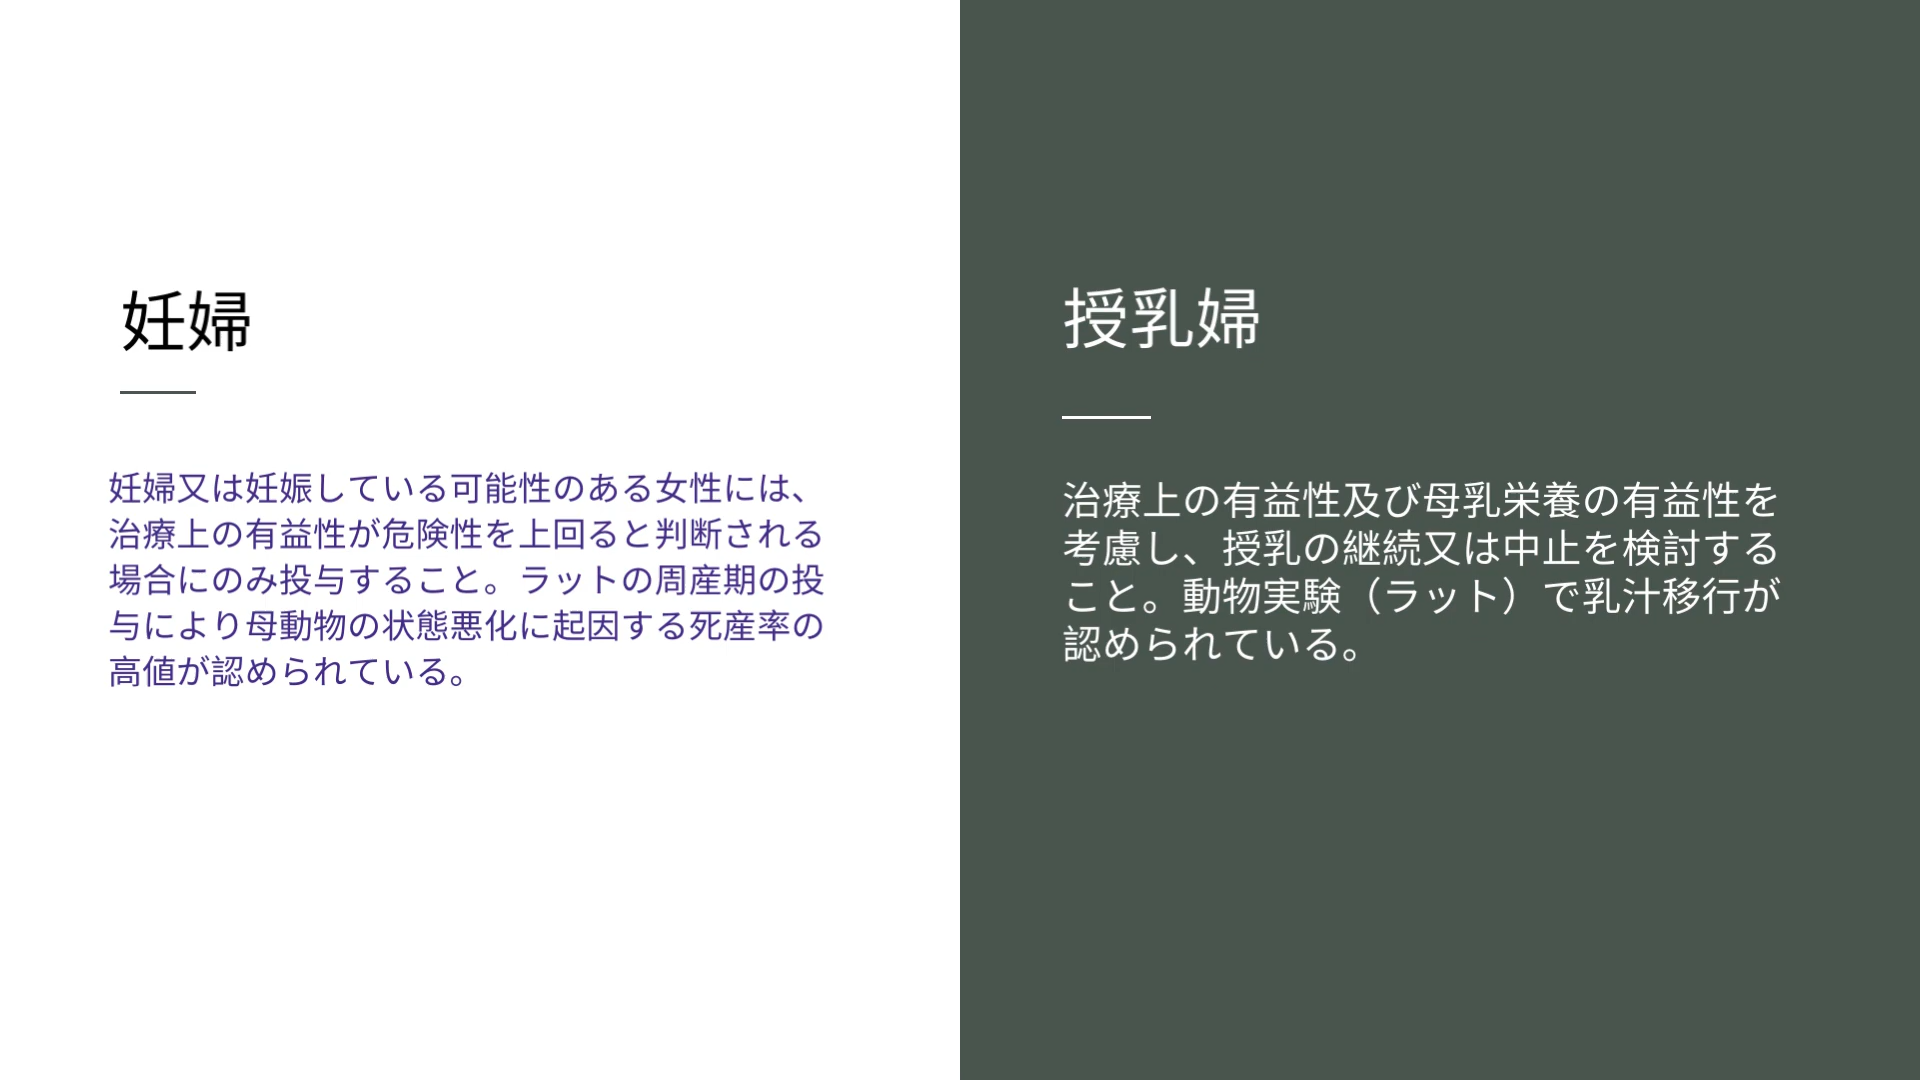 妊婦
妊婦又は妊娠している可能性のある女性には、
治療上の有益性が危険性を上回ると判断される
場合にのみ投与すること。ラットの周産期の投
与により母動物の状態悪化に起因する死産率の
高値が認められている。
授乳婦
治療上の有益性及び母乳栄養の有益性を
考慮し、授乳の継続又は中止を検討する
こと。動物実験（ラット）で乳汁移行が
認められている。